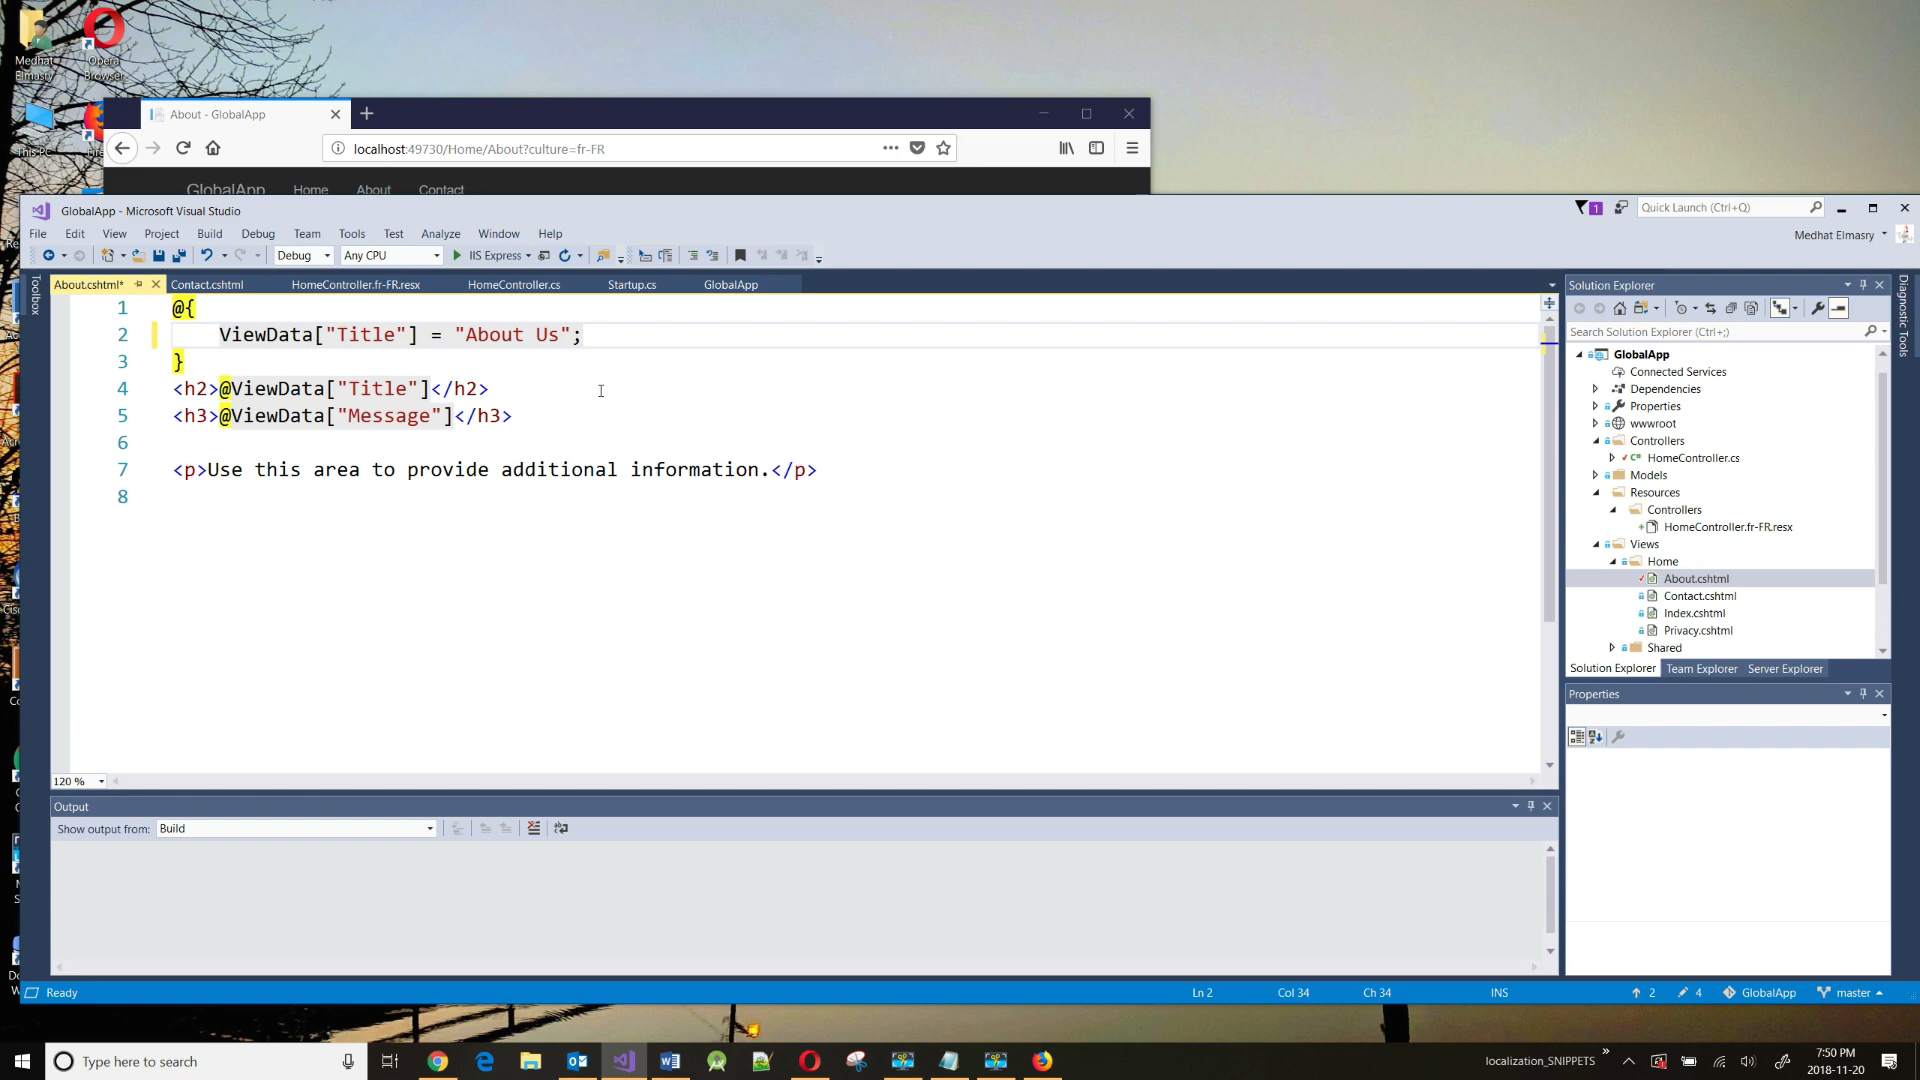 Medhat
Elmasry
Opera
Browser
This PC
About - GlobalApp
localhost:49730/Home/About?culture=fr-FR
GlobalApp Home About Contact
GlobalApp - Microsoft Visual Studio
1
Quick Launch (Ctrl+Q)
File Edit View Project Build Debug Team Tools Test Analyze Window Help
Medhat Elmasry
Debug Any CPU IIS Express
Toolbox
About.cshtml* Contact.cshtml HomeController.fr-FR.resx HomeController.cs Startup.cs GlobalApp
1 @{
2 ViewData["Title"] = "About Us";
3 }
4 <h2>@ViewData["Title"]</h2>
5 <h3>@ViewData["Message"]</h3>
6
7 <p>Use this area to provide additional information.</p>
8
120 %
Output
Show output from: Build
Solution Explorer
Search Solution Explorer (Ctrl+;)
GlobalApp
Connected Services
Dependencies
Properties
wwwroot
Controllers
HomeController.cs
Models
Resources
Controllers
HomeController.fr-FR.resx
Views
Home
About.cshtml
Contact.cshtml
Index.cshtml
Privacy.cshtml
Shared
Solution Explorer Team Explorer Server Explorer
Properties
Diagnostic Tools
Ready Ln 2 Col 34 Ch 34 INS 2 4 GlobalApp master
Type here to search
localization_SNIPPETS
7:50 PM
2018-11-20